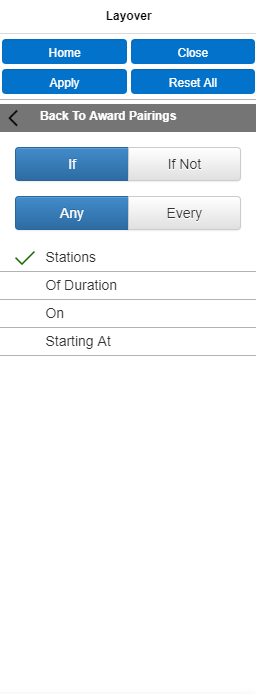 Layover
Home Close
Apply Reset All
Back To Award Pairings
If If Not
Any Every
Stations
Of Duration
On
Starting At